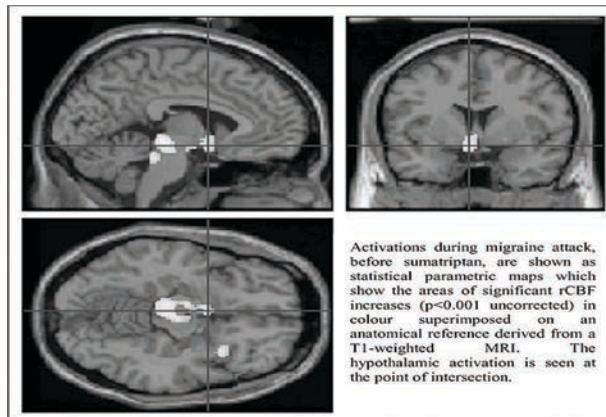 Activations during migraine attack,
before sumatriptan, are shown as
statistical parametric maps which
show the areas of significant rCBF
increases (p<0.001 uncorrected) in
colour superimposed on an
anatomical reference derived from a
T1-weighted MRI. The
hypothalamic activation is seen at
the point of intersection.